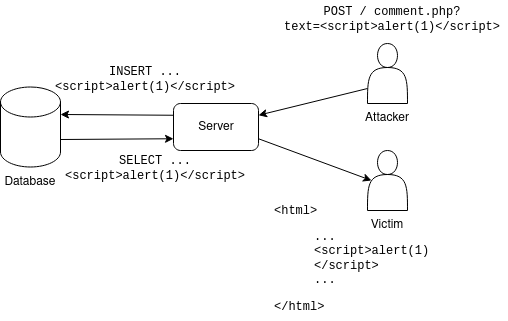 POST / comment.php?
text=<script>alert(1)</script>
INSERT ...
<script>alert(1)</script>
Server
Attacker
SELECT ...
<script>alert(1)</script>
Database
Victim
<html>
...
<script>alert(1)
</script>
...
</html>